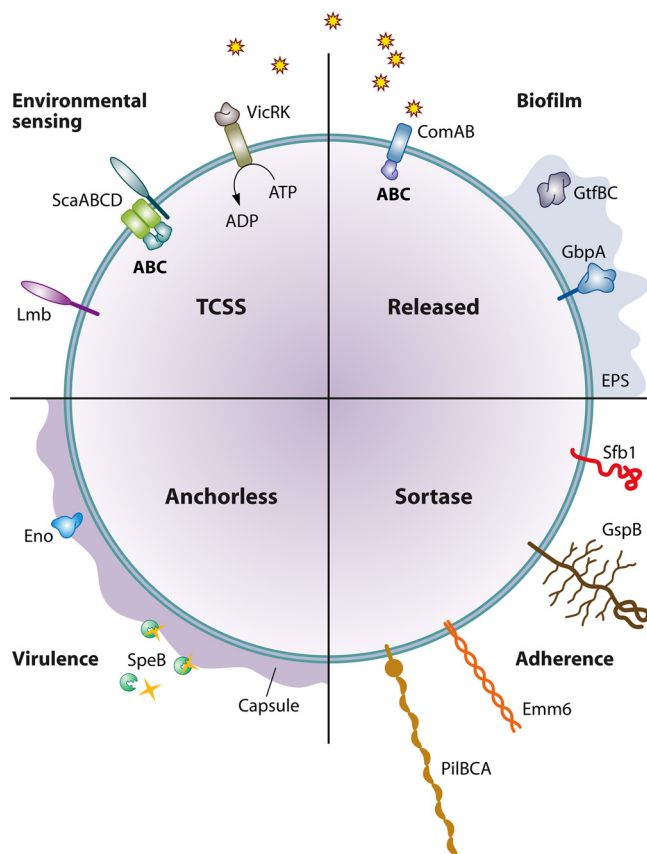 Environmental
sensing
VicRK
ATP
ADP
ScaABCD
ABC
Lmb
TCSS
Biofilm
ComAB
ABC
GtfBC
GbpA
Released
EPS
Anchorless
Eno
Virulence
SpeB
Capsule
Sortase
Sfb1
GspB
Adherence
Emm6
PilBCA